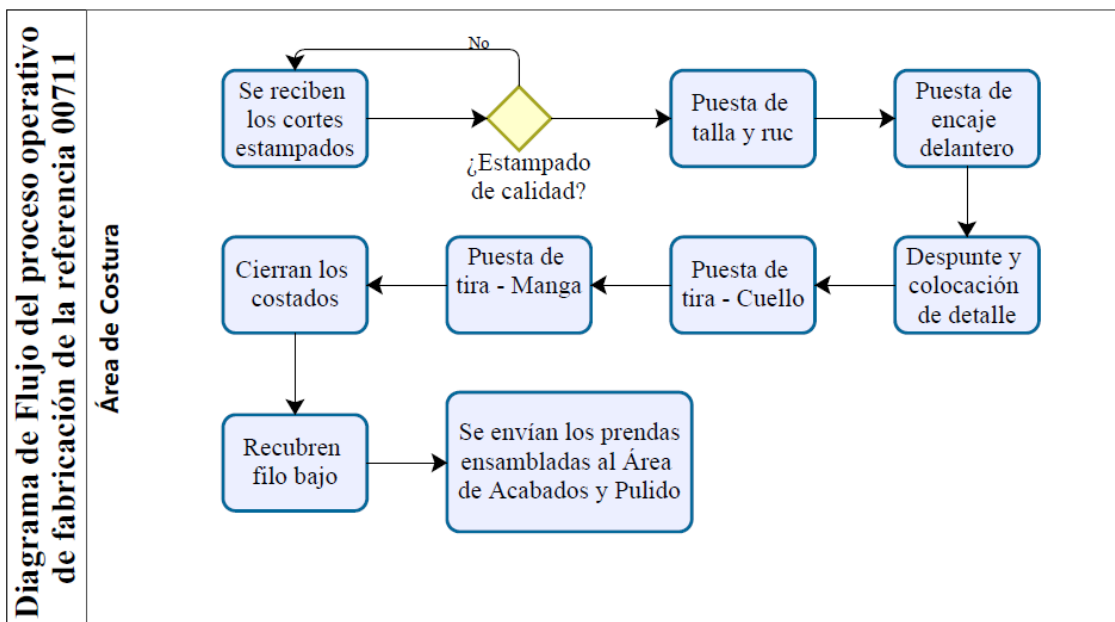 Diagrama de Flujo del proceso operativo
de fabricación de la referencia 00711
Área de Costura
No
Se reciben
los cortes
estampados
¿Estampado
de calidad?
Puesta de
talla y ruc
Puesta de
encaje
delantero
Despunte y
colocación
de detalle
Puesta de
tira - Cuello
Puesta de
tira - Manga
Cierran los
costados
Recubren
filo bajo
Se envían los prendas
ensambladas al Área
de Acabados y Pulido